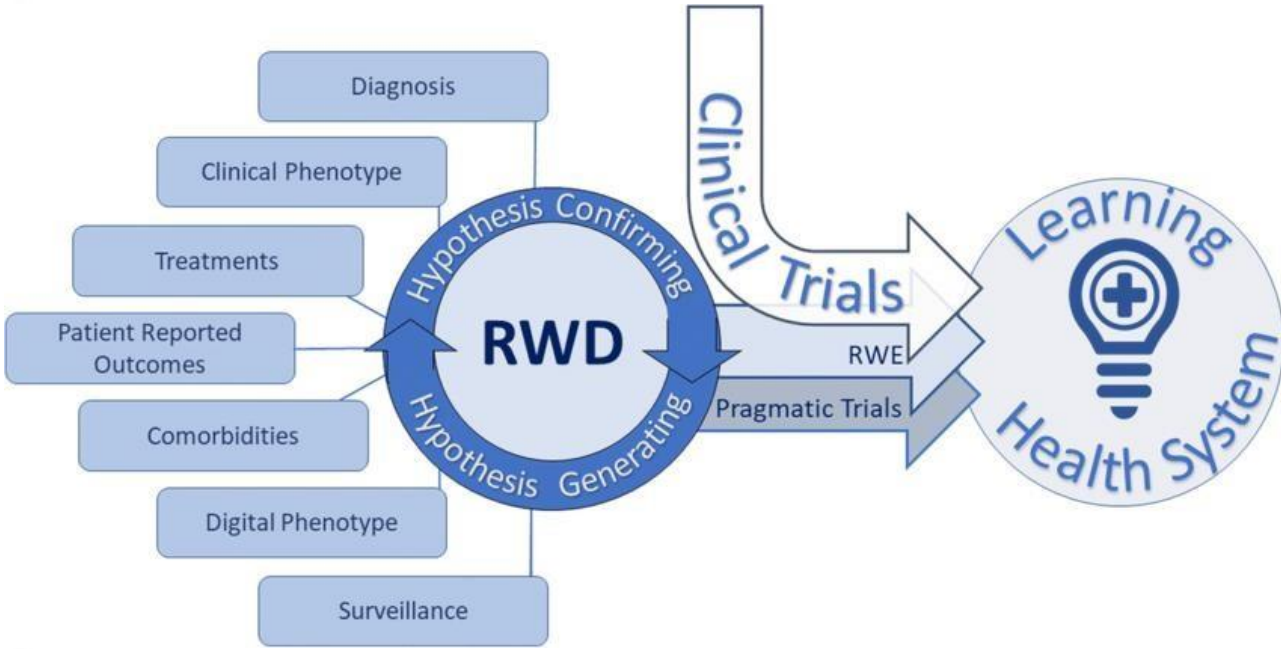 Diagnosis
Clinical Phenotype
Treatments
Patient Reported
Outcomes
Comorbidities
Digital Phenotype
Surveillance
Hypothesis Confirming
RWD
Hypothesis Generating
Clinical Trials
RWE
Pragmatic Trials
Learning
Health System